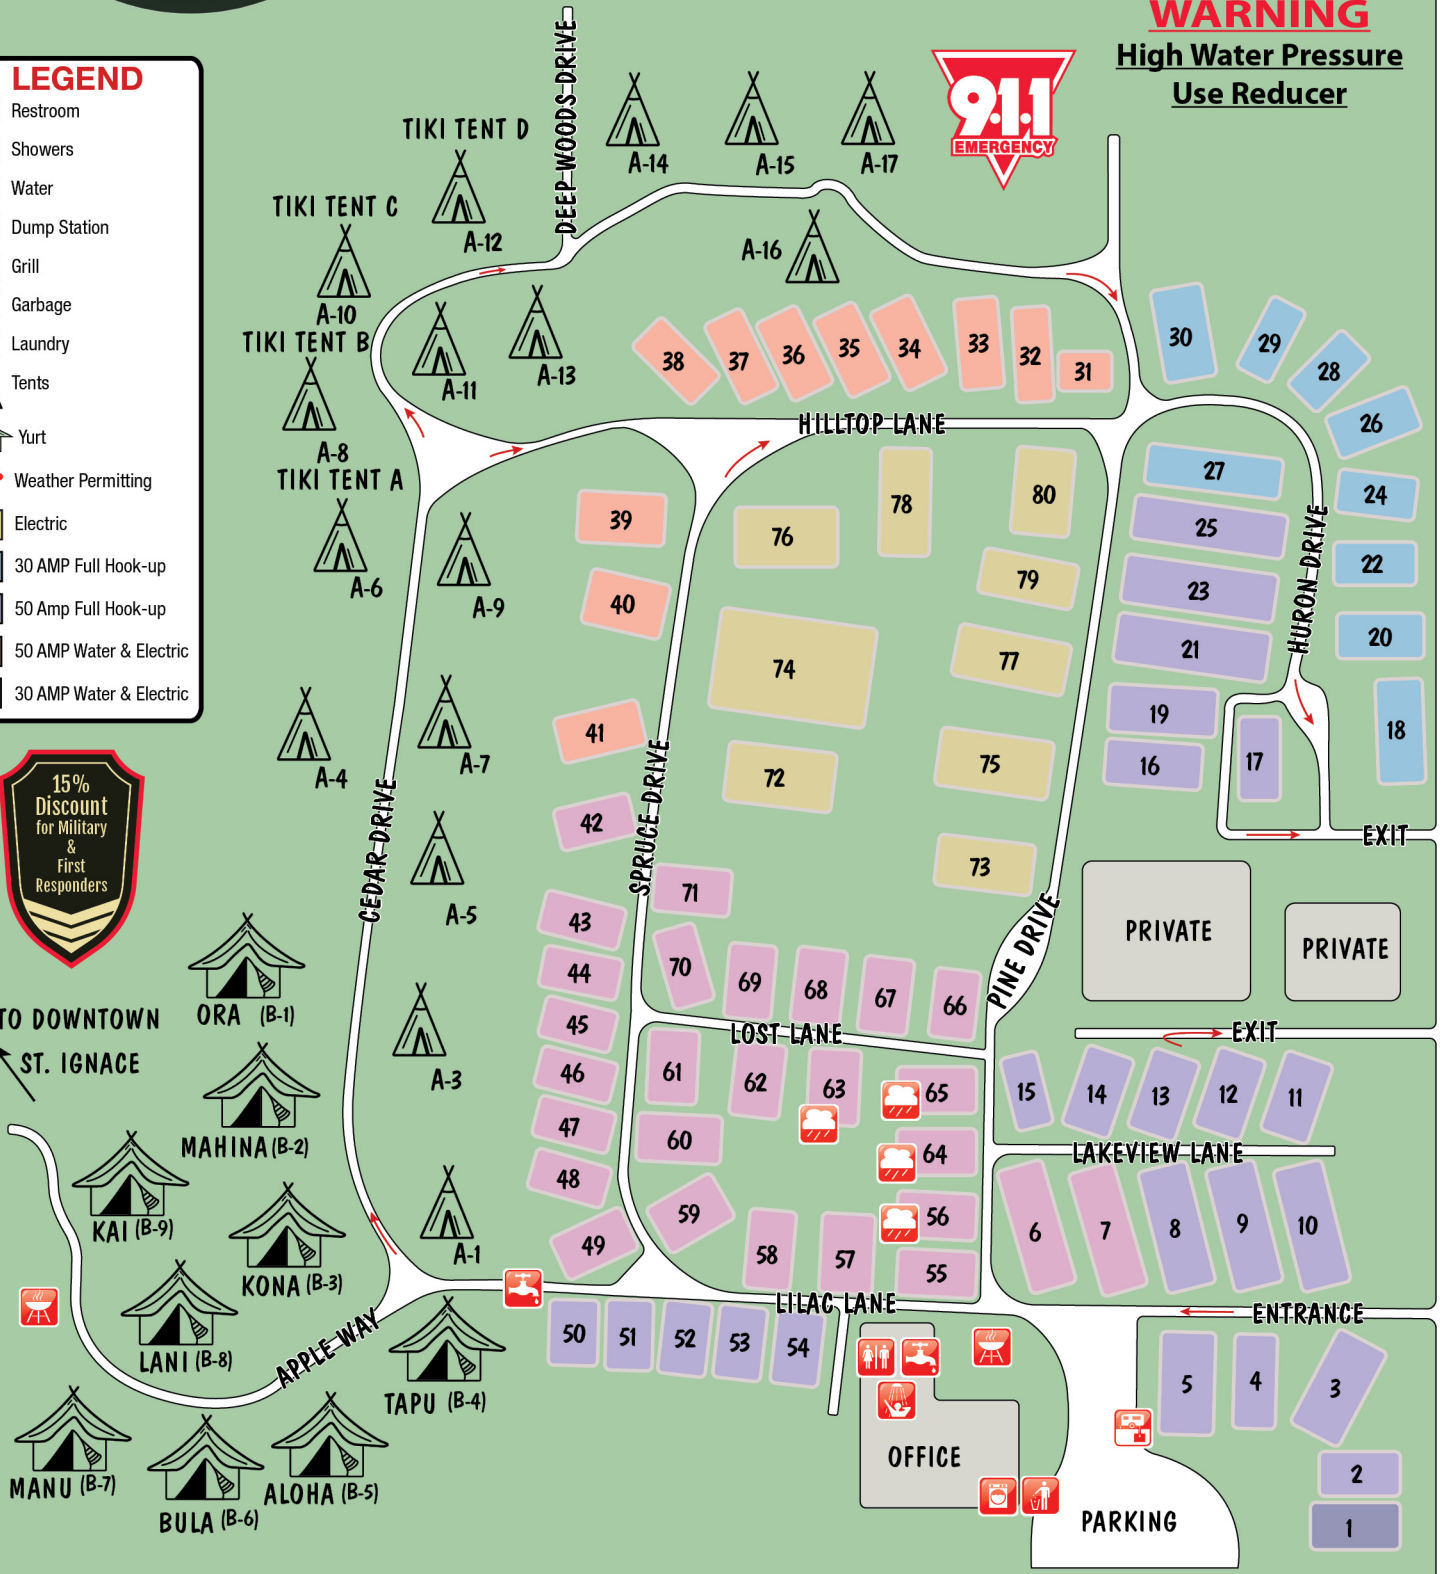 WARNING
High Water Pressure
Use Reducer
9.1.1
EMERGENCY
LEGEND
Restroom
Showers
Water
Dump Station
Grill
Garbage
Laundry
Tents
Yurt
Weather Permitting
Electric
30 AMP Full Hook-up
50 Amp Full Hook-up
50 AMP Water & Electric
30 AMP Water & Electric
15%
Discount
for Military
&
First
Responders
DEEP WOODS DRIVE
TIKI TENT D
A-12
TIKI TENT C
A-10
TIKI TENT B
A-8
TIKI TENT A
A-6
A-14
A-15
A-17
A-16
A-11
A-13
A-9
A-4
A-7
A-5
A-3
A-1
38
37
36
35
34
33
32
31
30
29
28
26
24
22
20
18
HILLTOP LANE
27
25
23
21
19
16
17
HURON DRIVE
EXIT
39
40
41
42
43
44
45
46
47
48
49
76
78
80
79
74
77
72
75
73
CEDAR DRIVE
SPRUCE DRIVE
PINE DRIVE
71
70
69
68
67
66
LOST LANE
61
62
63
65
60
64
59
56
58
57
55
PRIVATE
PRIVATE
EXIT
15
14
13
12
11
LAKEVIEW LANE
6
7
8
9
10
LILAC LANE
ENTRANCE
50
51
52
53
54
5
4
3
2
1
OFFICE
PARKING
TO DOWNTOWN
ST. IGNACE
ORA (B-1)
MAHINA (B-2)
KAI (B-9)
KONA (B-3)
LANI (B-8)
APPLE WAY
TAPU (B-4)
MANU (B-7)
BULA (B-6)
ALOHA (B-5)